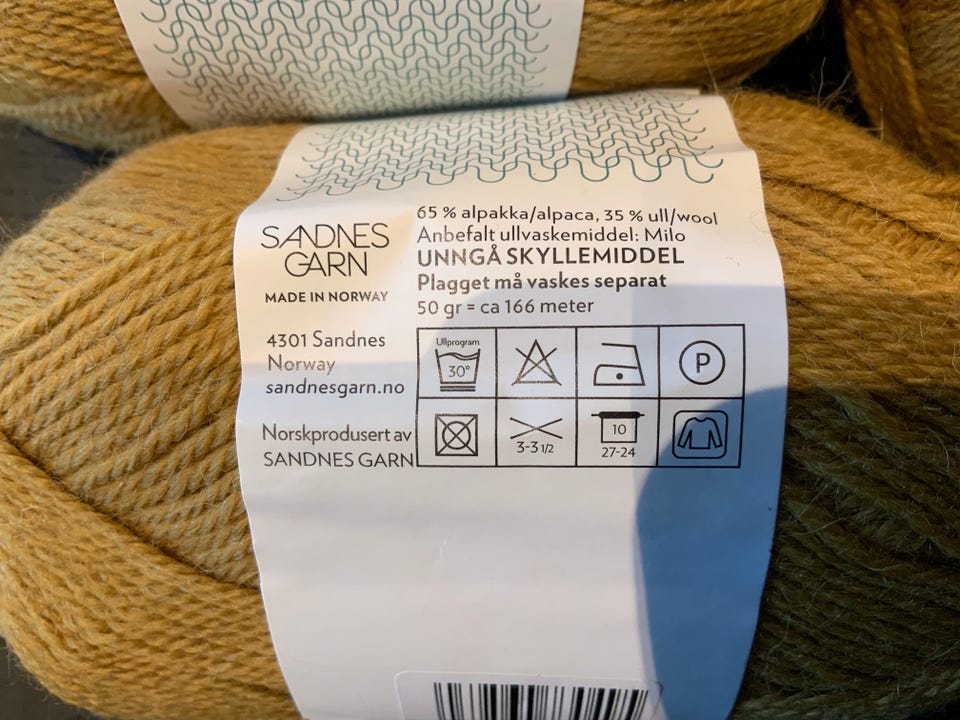 SANDNES
GARN
MADE IN NORWAY
4301 Sandnes
Norway
sandnesgarn.no
Norskprodusert av
SANDNES GARN
65 % alpakka/alpaca, 35 % ull/wool
Anbefalt ullvaskemiddel: Milo
UNNGÅ SKYLLEMIDDEL
Plagget må vaskes separat
50 gr = ca 166 meter
Ullprogram
30°
P
3-3 1/2
10
27-24